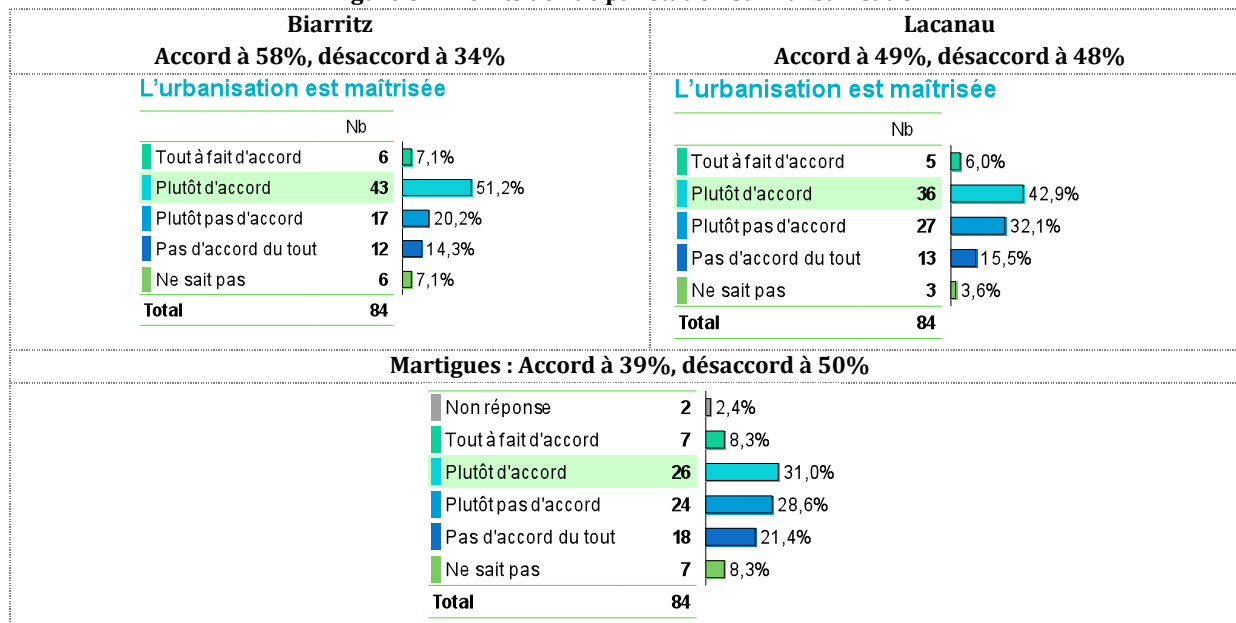 Biarritz
Accord à 58%, désaccord à 34%
L'urbanisation est maîtrisée
Nb
Tout à fait d'accord 6 7,1%
Plutôt d'accord 43 51,2%
Plutôt pas d'accord 17 20,2%
Pas d'accord du tout 12 14,3%
Ne sait pas 6 7,1%
Total 84
Lacanau
Accord à 49%, désaccord à 48%
L'urbanisation est maîtrisée
Nb
Tout à fait d'accord 5 6,0%
Plutôt d'accord 36 42,9%
Plutôt pas d'accord 27 32,1%
Pas d'accord du tout 13 15,5%
Ne sait pas 3 3,6%
Total 84
Martigues : Accord à 39%, désaccord à 50%
Non réponse 2 2,4%
Tout à fait d'accord 7 8,3%
Plutôt d'accord 26 31,0%
Plutôt pas d'accord 24 28,6%
Pas d'accord du tout 18 21,4%
Ne sait pas 7 8,3%
Total 84